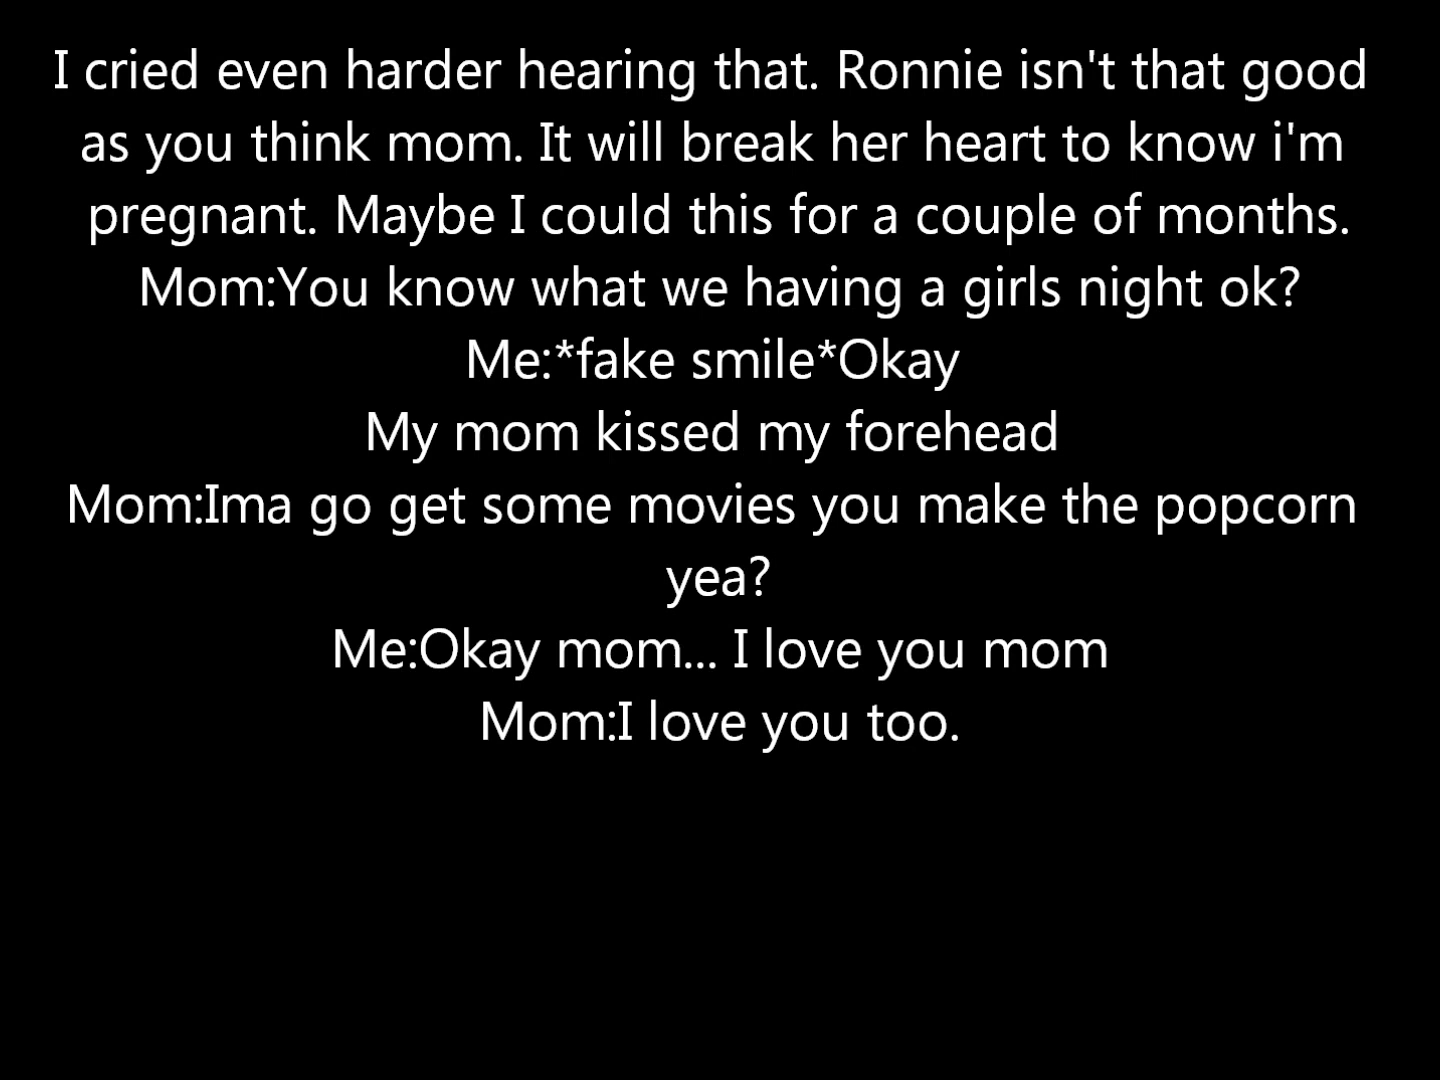 I cried even harder hearing that. Ronnie isn't that good
as you think mom. It will break her heart to know i'm
pregnant. Maybe I could this for a couple of months.
Mom:You know what we having a girls night ok?
Me:*fake smile*Okay
My mom kissed my forehead
Mom:Ima go get some movies you make the popcorn
yea?
Me:Okay mom... I love you mom
Mom:I love you too.